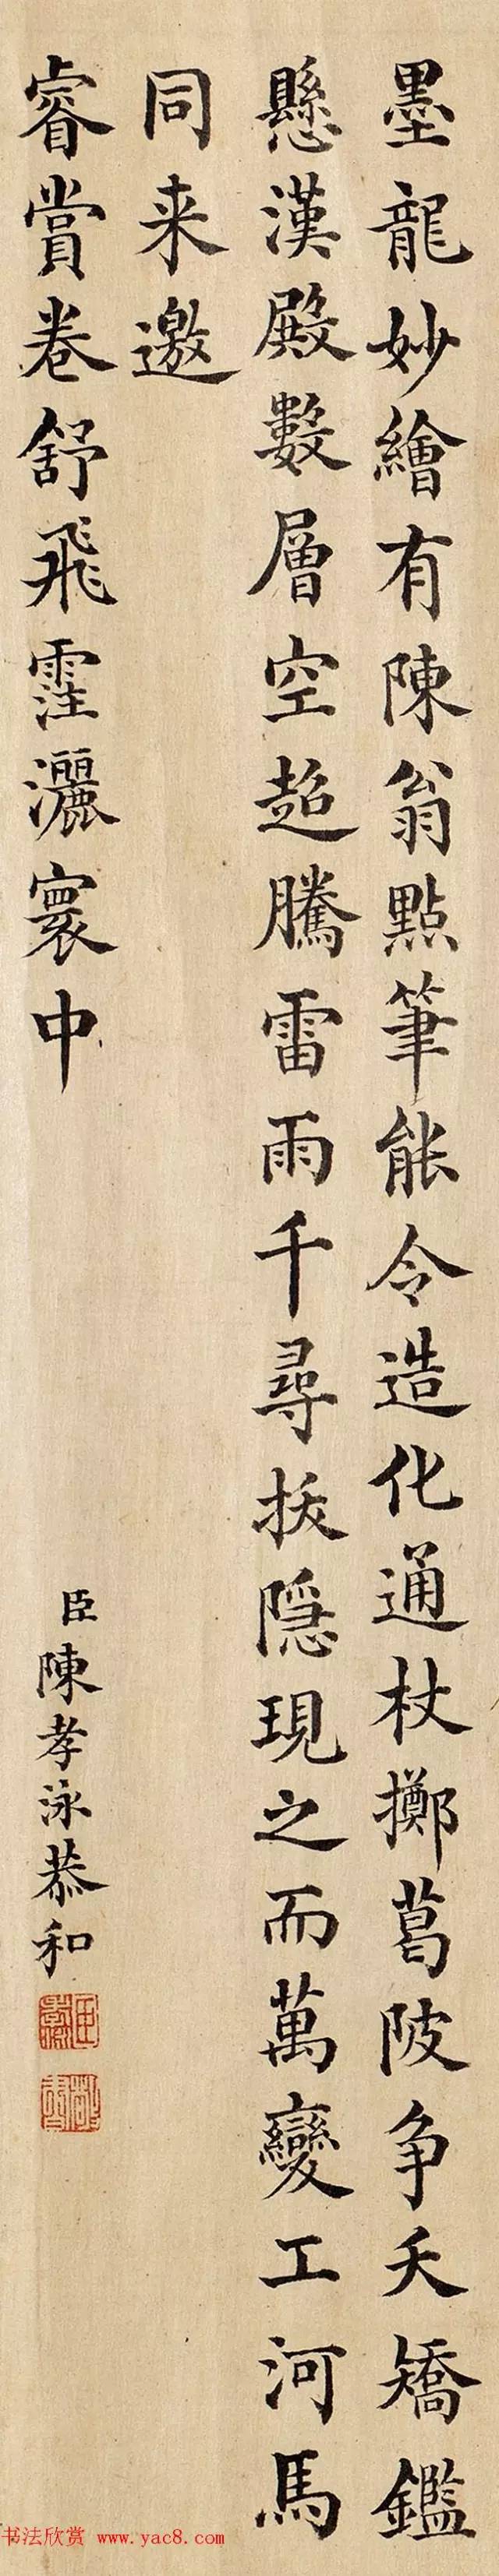 墨龍妙繪有陳翁點筆能令造化通杖擲葛陂争夭矯鑑
懸漢殿數層空超騰雷雨千尋拔隱現之而萬變工河馬
同来邀
睿賞卷舒飛霔灑寰中
臣陳孝泳恭和
书法欣赏 www.yac8.com